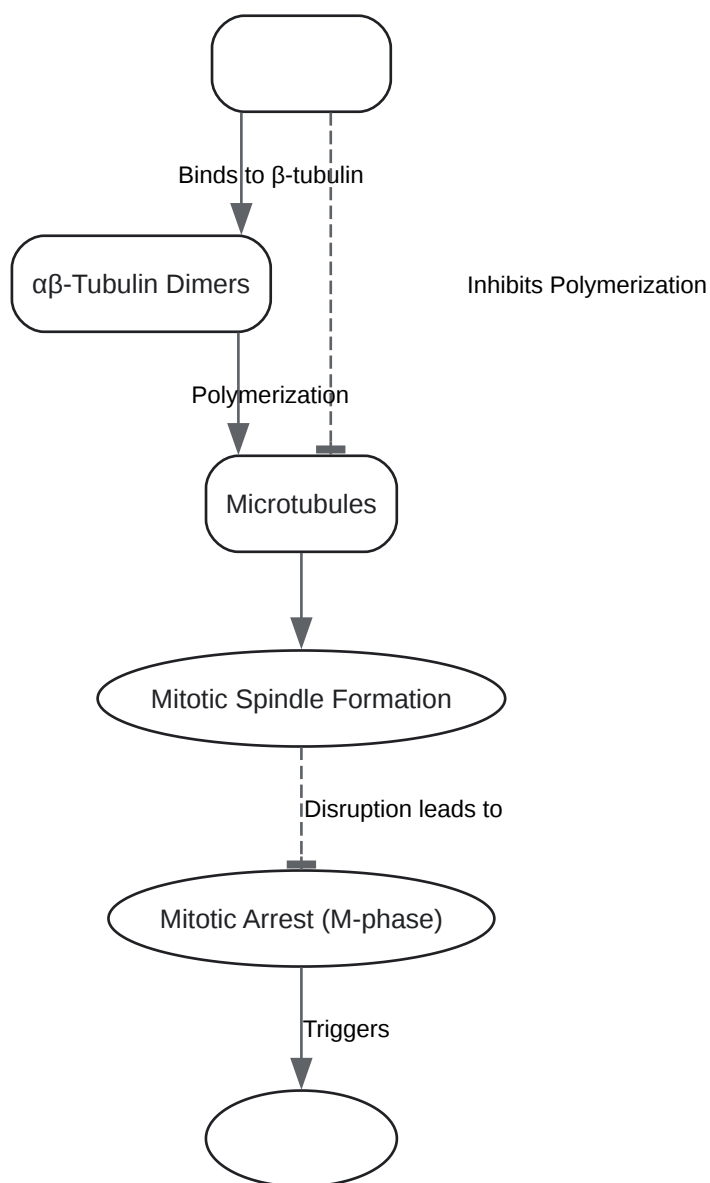 Binds to β-tubulin
αβ-Tubulin Dimers
Inhibits Polymerization
Polymerization
Microtubules
Mitotic Spindle Formation
Disruption leads to
Mitotic Arrest (M-phase)
Triggers